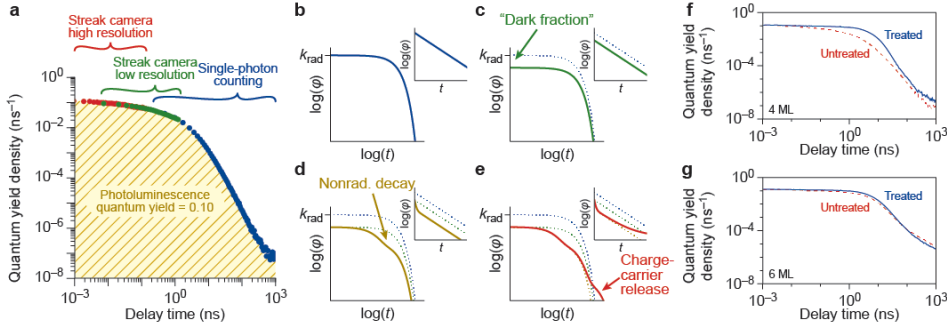 a
Streak camera
high resolution
Streak camera
low resolution
Single-photon
counting
Quantum yield density (ns⁻¹)
10⁰
10⁻²
10⁻⁴
10⁻⁶
10⁻⁸
Photoluminescence
quantum yield = 0.10
10⁻³
10⁰
10³
Delay time (ns)
b
k_rad
log(φ)
log(t)
log(φ)
t
c
"Dark fraction"
k_rad
log(φ)
log(t)
log(φ)
t
d
Nonrad. decay
k_rad
log(φ)
log(t)
log(φ)
t
e
k_rad
log(φ)
log(t)
log(φ)
t
Charge-
carrier
release
f
Quantum yield
density (ns⁻¹)
10⁻¹
10⁻⁴
10⁻⁸
Treated
Untreated
4 ML
10⁻³
10⁰
10³
Delay time (ns)
g
Quantum yield
density (ns⁻¹)
10⁻¹
10⁻⁴
10⁻⁸
Treated
Untreated
6 ML
10⁻³
10⁰
10³
Delay time (ns)